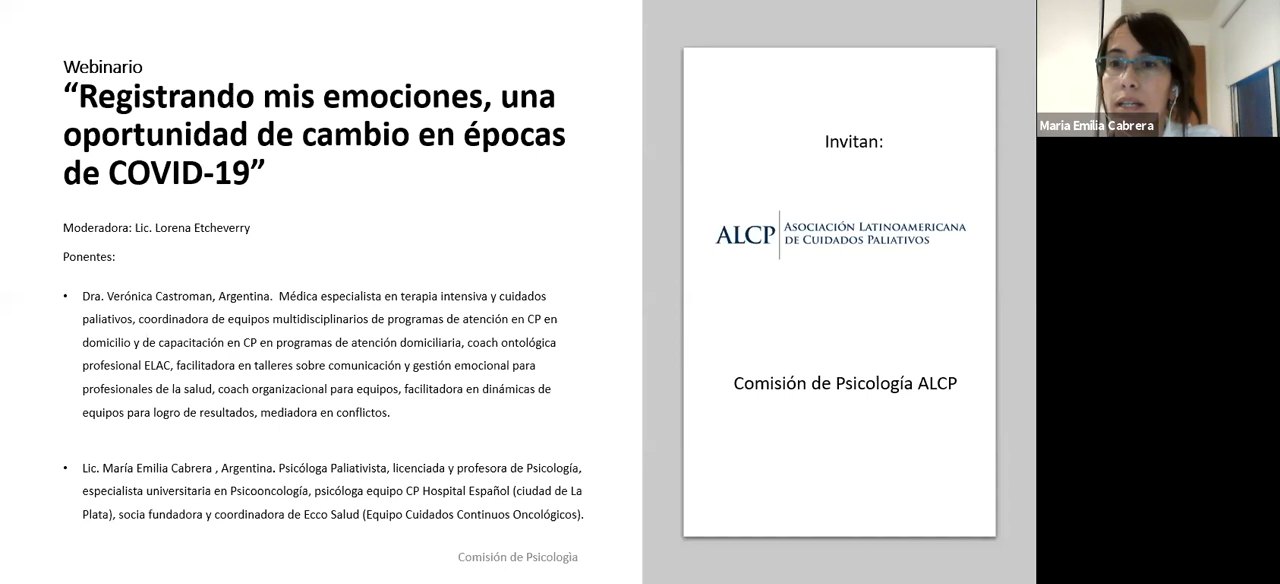 Webinario
“Registrando mis emociones, una
oportunidad de cambio en épocas
de COVID-19”
Moderadora: Lic. Lorena Etcheverry
Ponentes:
• Dra. Verónica Castroman, Argentina. Médica especialista en terapia intensiva y cuidados
paliativos, coordinadora de equipos multidisciplinarios de programas de atención en CP en
domicilio y de capacitación en CP en programas de atención domiciliaria, coach ontológica
profesional ELAC, facilitadora en talleres sobre comunicación y gestión emocional para
profesionales de la salud, coach organizacional para equipos, facilitadora en dinámicas de
equipos para logro de resultados, mediadora en conflictos.
• Lic. María Emilia Cabrera , Argentina. Psicóloga Paliativista, licenciada y profesora de Psicología,
especialista universitaria en Psicooncología, psicóloga equipo CP Hospital Español (ciudad de La
Plata), socia fundadora y coordinadora de Ecco Salud (Equipo Cuidados Continuos Oncológicos).
Comisión de Psicologìa
Invitan:
ALCP
ASOCIACIÓN LATINOAMERICANA
DE CUIDADOS PALIATIVOS
Comisión de Psicología ALCP
Maria Emilia Cabrera